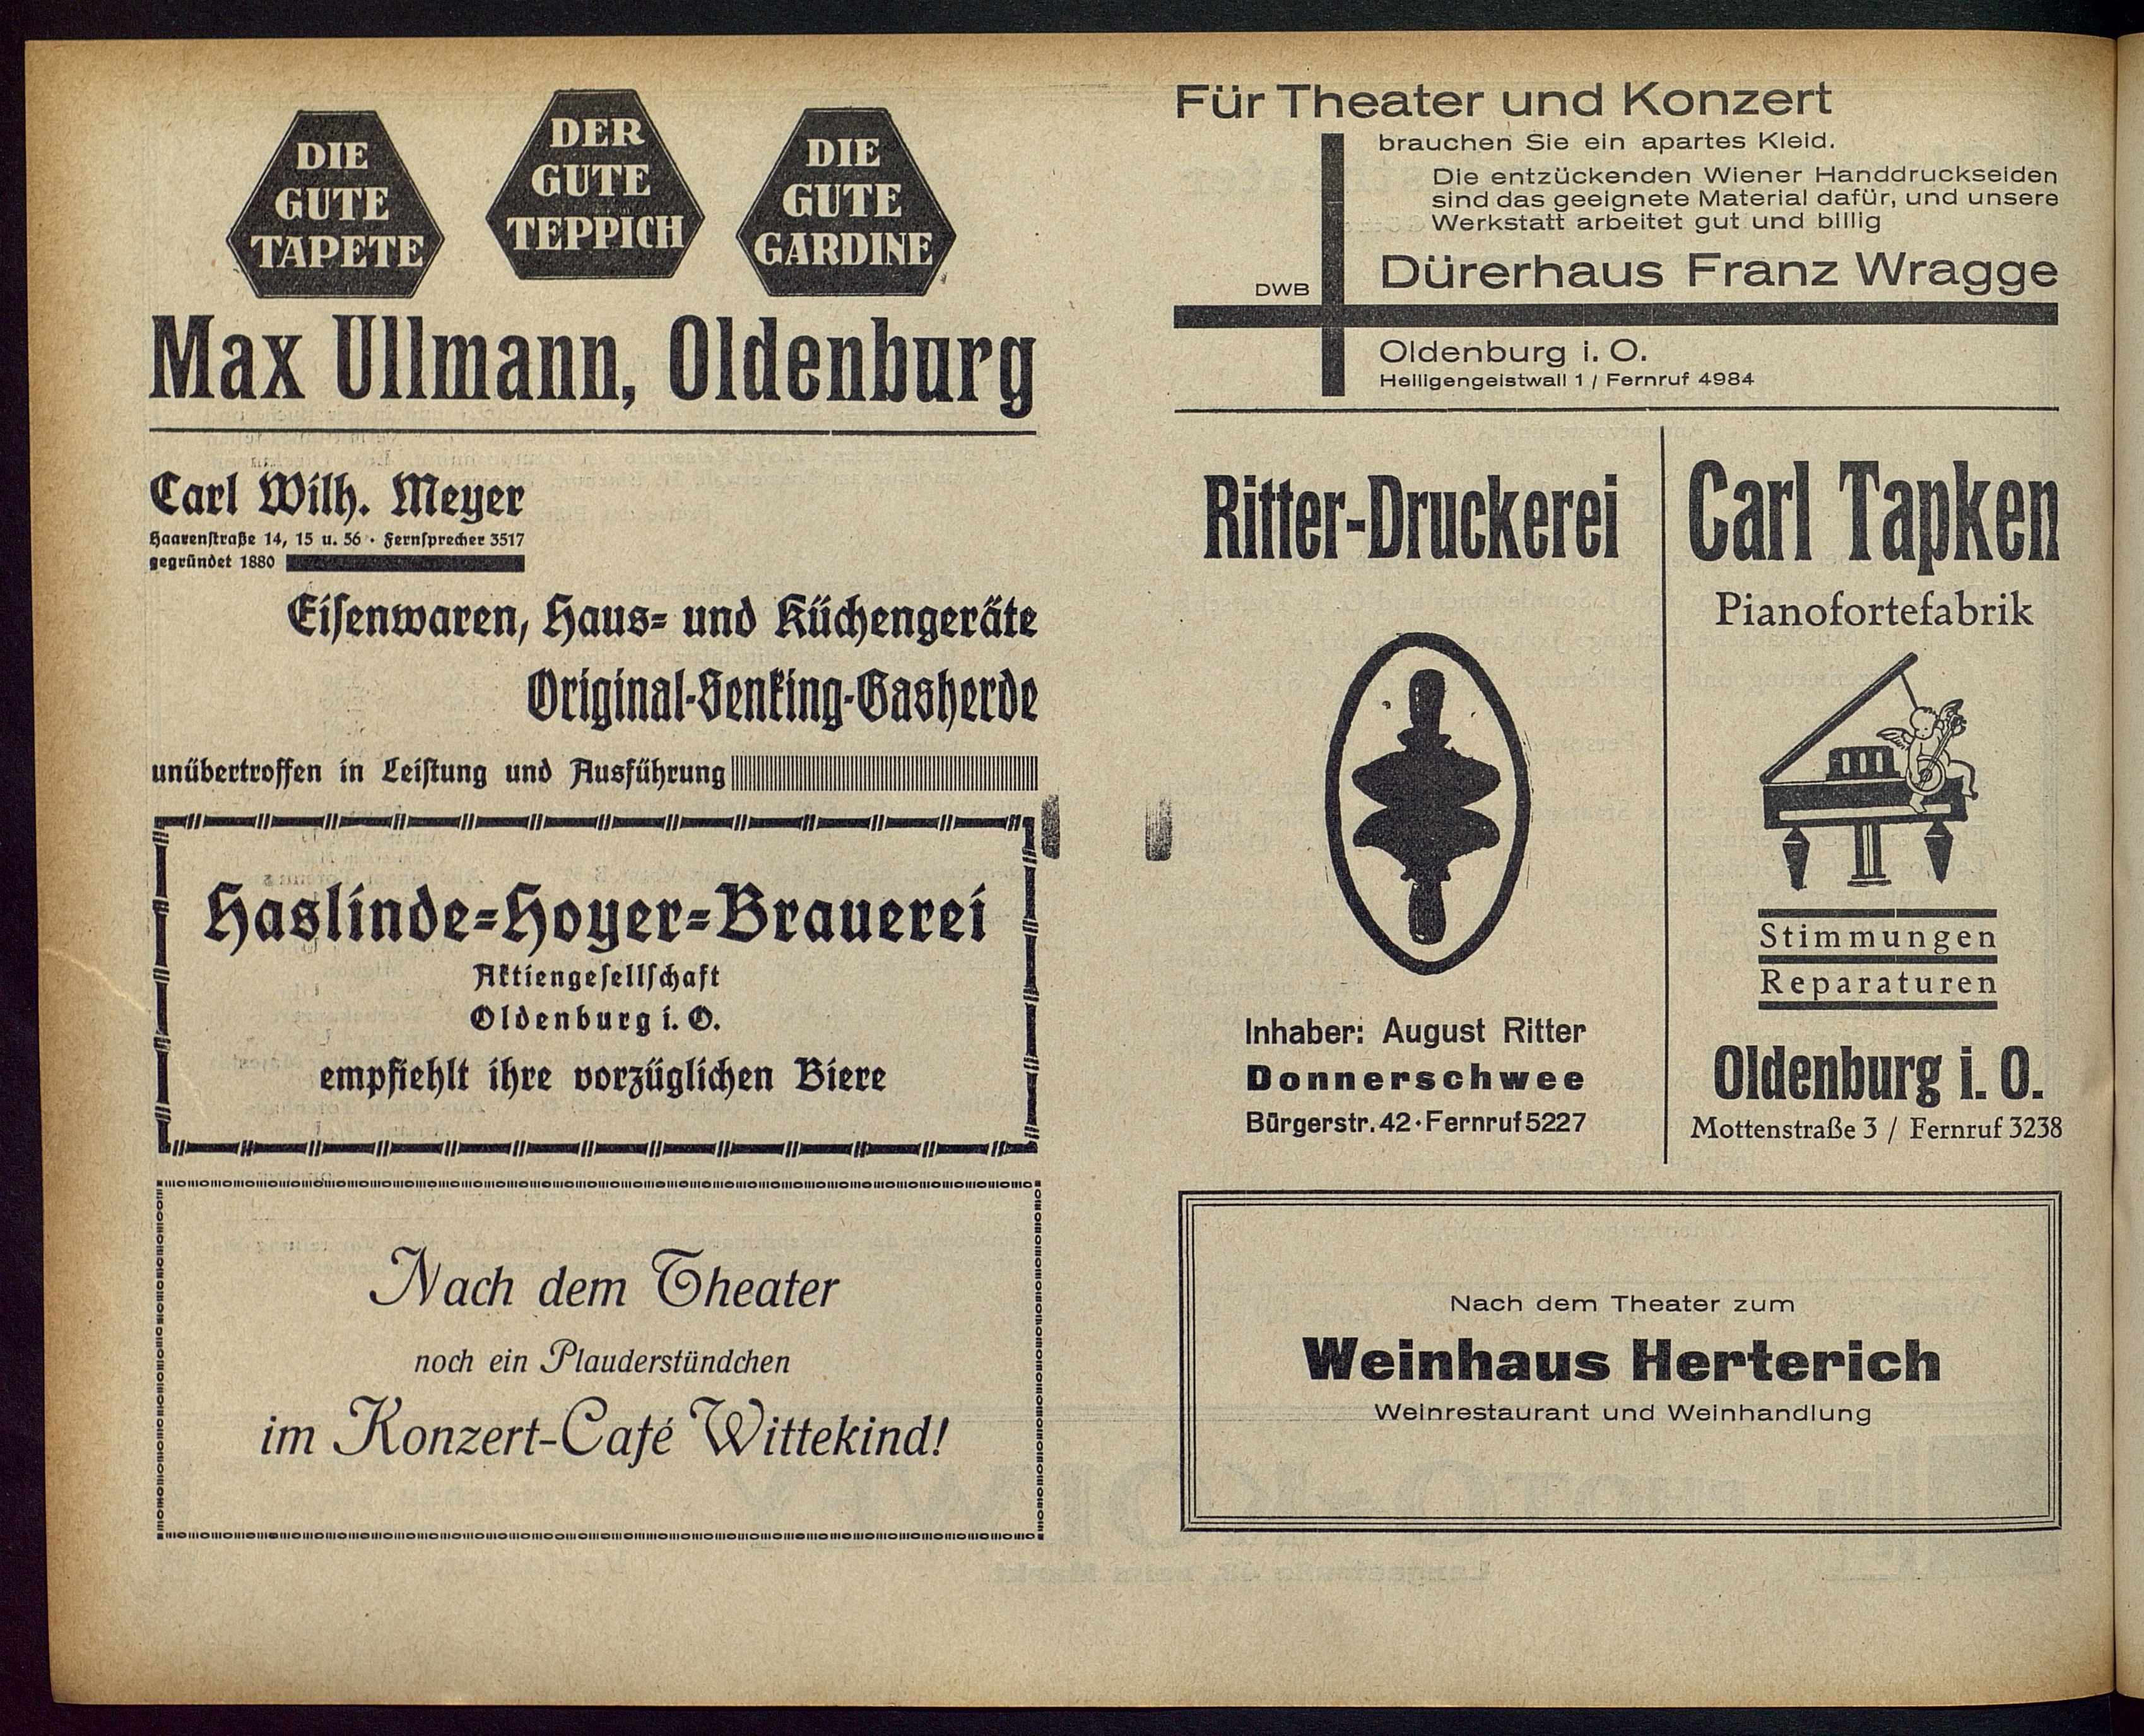 DIE
GUTE
TAPETE
DER
GUTE
TEPPICH
DIE
GUTE
GARDINE
Max Ullmann, Oldenburg
Carl Wilh. Meyer
Haarenstraße 14, 15 u. 56 · Fernsprecher 3517
gegründet 1880
Eisenwaren, Haus- und Küchengeräte
Original-Senking-Gasherde
unübertroffen in Leistung und Ausführung
Haslinde-Hoyer-Brauerei
Aktiengesellschaft
Oldenburg i. O.
empfiehlt ihre vorzüglichen Biere
Nach dem Theater
noch ein Plauderstündchen
im Konzert-Café Wittekind!
Für Theater und Konzert
brauchen Sie ein apartes Kleid.
Die entzückenden Wiener Handdruckseiden
sind das geeignete Material dafür, und unsere
Werkstatt arbeitet gut und billig
DWB
Dürerhaus Franz Wragge
Oldenburg i. O.
Heiligengeistwall 1 / Fernruf 4984
Ritter-Druckerei
Inhaber: August Ritter
Donnerschwee
Bürgerstr. 42 · Fernruf 5227
Carl Tapken
Pianofortefabrik
Stimmungen
Reparaturen
Oldenburg i. O.
Mottenstraße 3 / Fernruf 3238
Nach dem Theater zum
Weinhaus Herterich
Weinrestaurant und Weinhandlung